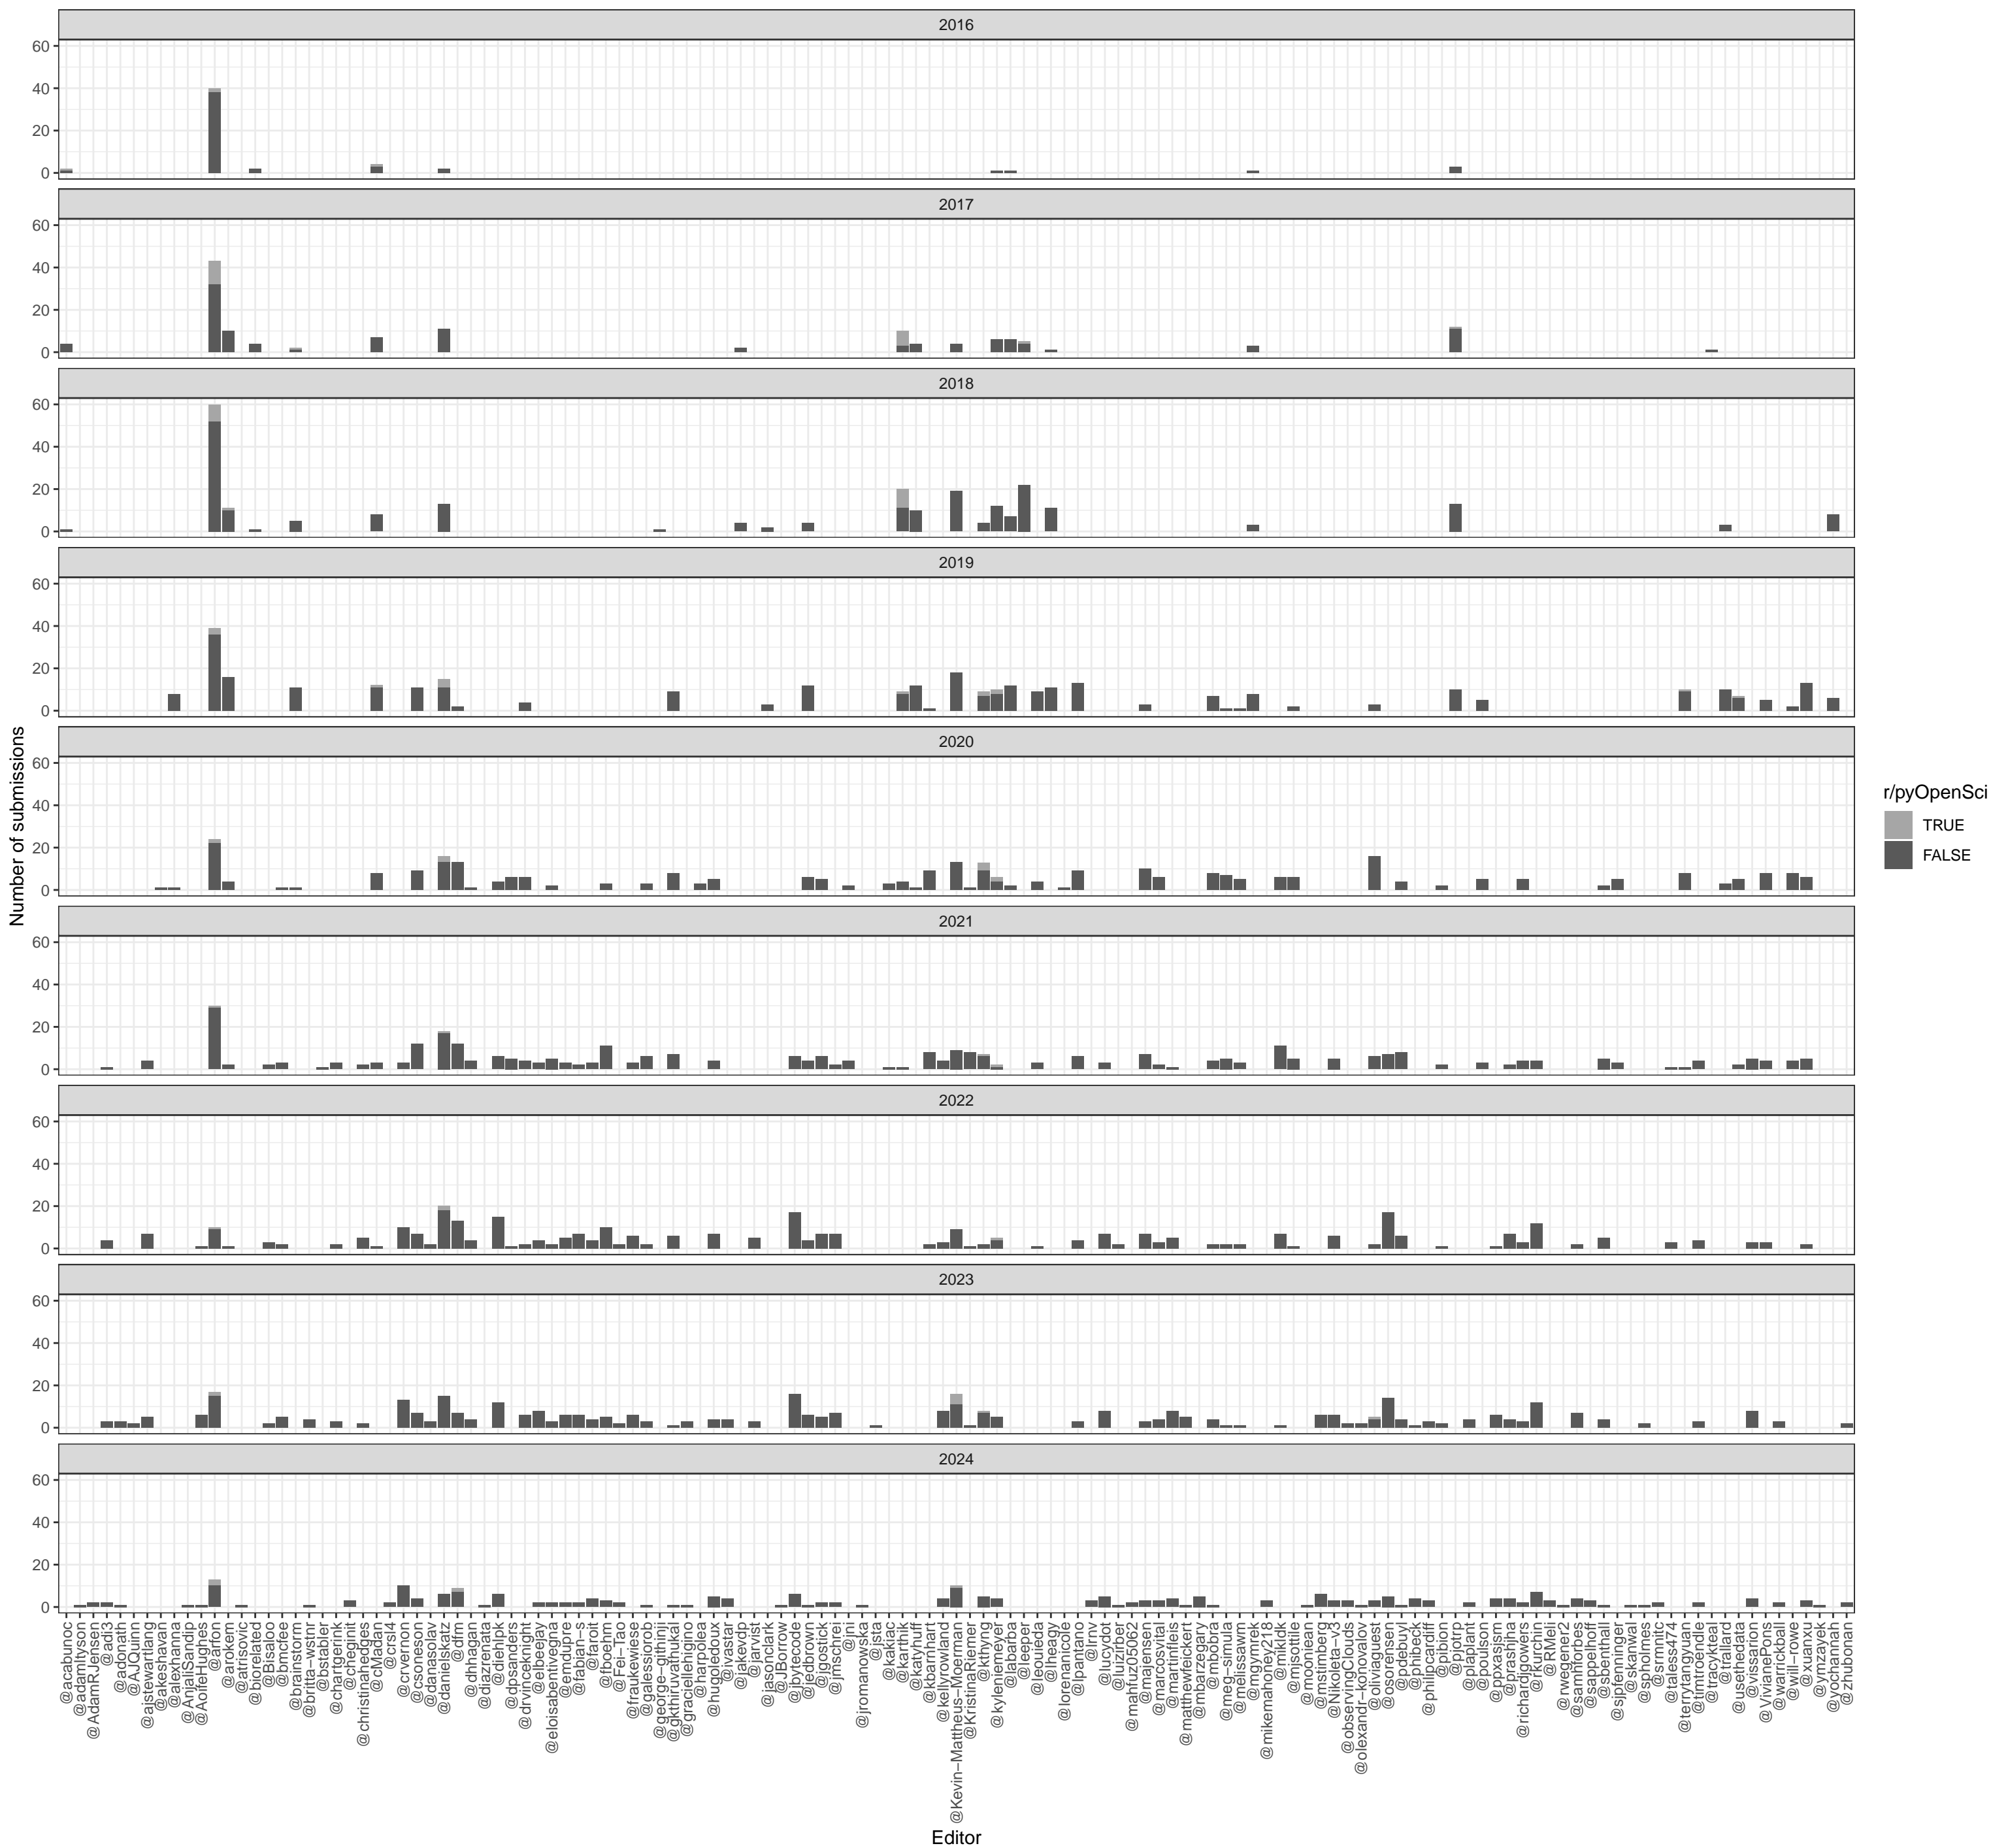 2016
60
40
20
0
2017
60
40
20
0
2018
60
40
20
0
2019
60
40
20
0
2020
60
40
20
0
2021
60
40
20
0
2022
60
40
20
0
2023
60
40
20
0
2024
60
40
20
0
Number of submissions
@acabunoc
@adamltyson
@AdamRJensen
@adi3
@adonath
@AJQuinn
@ajstewartlang
@akeshavan
@alexhanna
@AnjaliSandip
@AoifeHughes
@arfon
@arokem
@atrisovic
@biorelated
@Bisaloo
@bmcfee
@brainstorm
@britta-wstnr
@bstabler
@chartgerink
@cheginit
@christinahedges
@cMadan
@crsl4
@crvernon
@csoneson
@danasolav
@danielskatz
@dfm
@dhhagan
@diazrenata
@diehlpk
@dpsanders
@drvinceknight
@elbeejay
@eloisabentivegna
@emdupre
@fabian-s
@faroit
@fboehm
@Fei-Tao
@fraukewiese
@galessiorob
@george-githinji
@gkthiruvathukal
@graciellehigino
@harpolea
@hugoledoux
@ivastar
@jakevdp
@jarvist
@jasonclark
@JBorrow
@jbytecode
@jedbrown
@jgostick
@jmschrei
@jni
@jromanowska
@jsta
@kakiac
@karthik
@katyhuff
@kbarnhart
@kellyrowland
@Kevin-Mattheus-Moerman
@KristinaRiemer
@kthyng
@kyleniemeyer
@labarba
@leeper
@leouieda
@lheagy
@lorenanicole
@lpantano
@lrnv
@lucydot
@luizirber
@mahfuz05062
@majensen
@marcosvital
@martinfleis
@matthewfeickert
@mbarzegary
@mbobra
@meg-simula
@melissawm
@mgymrek
@mikemahoney218
@mikldk
@mjsottile
@mooniean
@mstimberg
@Nikoleta-v3
@observingClouds
@olexandr-konovalov
@oliviaguest
@osorensen
@pdebuyl
@phibeck
@philipcardiff
@pibion
@pjotrp
@plaplant
@poulson
@ppxasjsm
@prashjha
@richardjgowers
@rkurchin
@RMeli
@rwegener2
@samhforbes
@sappelhoff
@sbenthall
@sjpfenninger
@skanwal
@spholmes
@srmnitc
@taless474
@terrytangyuan
@timtroendle
@tracykteal
@trallard
@usethedata
@vissarion
@VivianePons
@warrickball
@will-rowe
@xuanxu
@ymzayek
@yochannah
@zhubonan
Editor
r/pyOpenSci
TRUE
FALSE